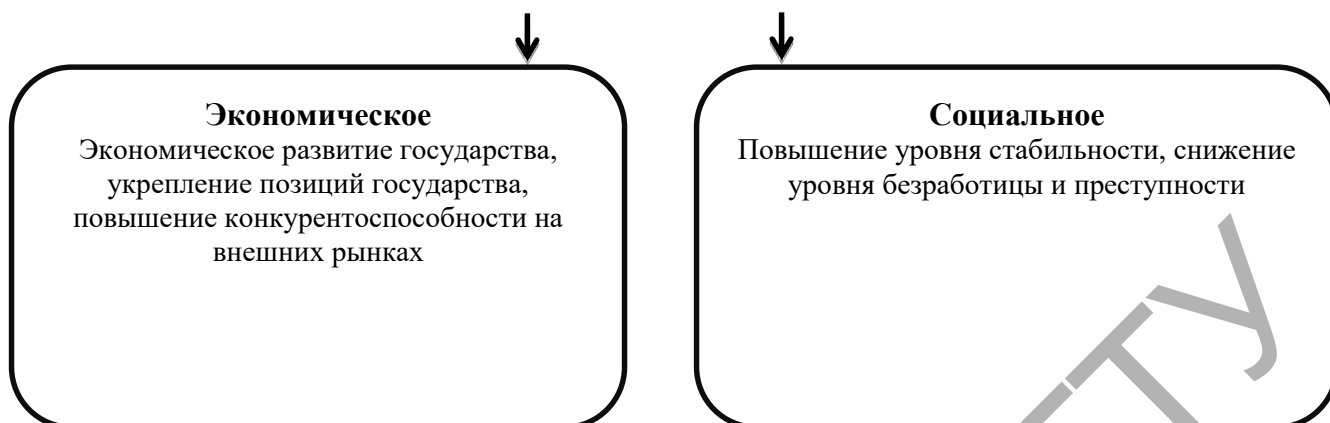 Экономическое
Экономическое развитие государства,
укрепление позиций государства,
повышение конкурентоспособности на
внешних рынках
Социальное
Повышение уровня стабильности, снижение
уровня безработицы и преступности
ТУ